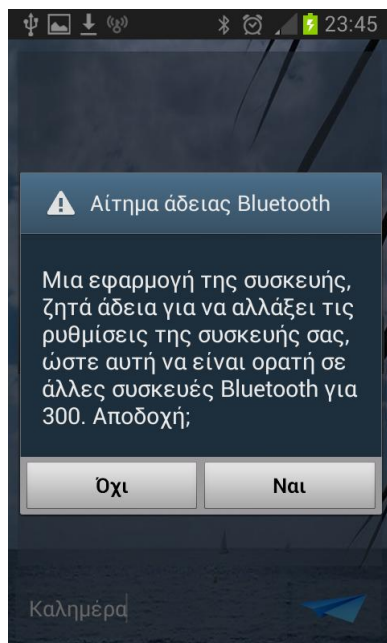 23:45
Αίτημα άδειας Bluetooth
Μια εφαρμογή της συσκευής,
ζητά άδεια για να αλλάξει τις
ρυθμίσεις της συσκευής σας,
ώστε αυτή να είναι ορατή σε
άλλες συσκευές Bluetooth για
300. Αποδοχή;
Όχι Ναι
Καλημέρα